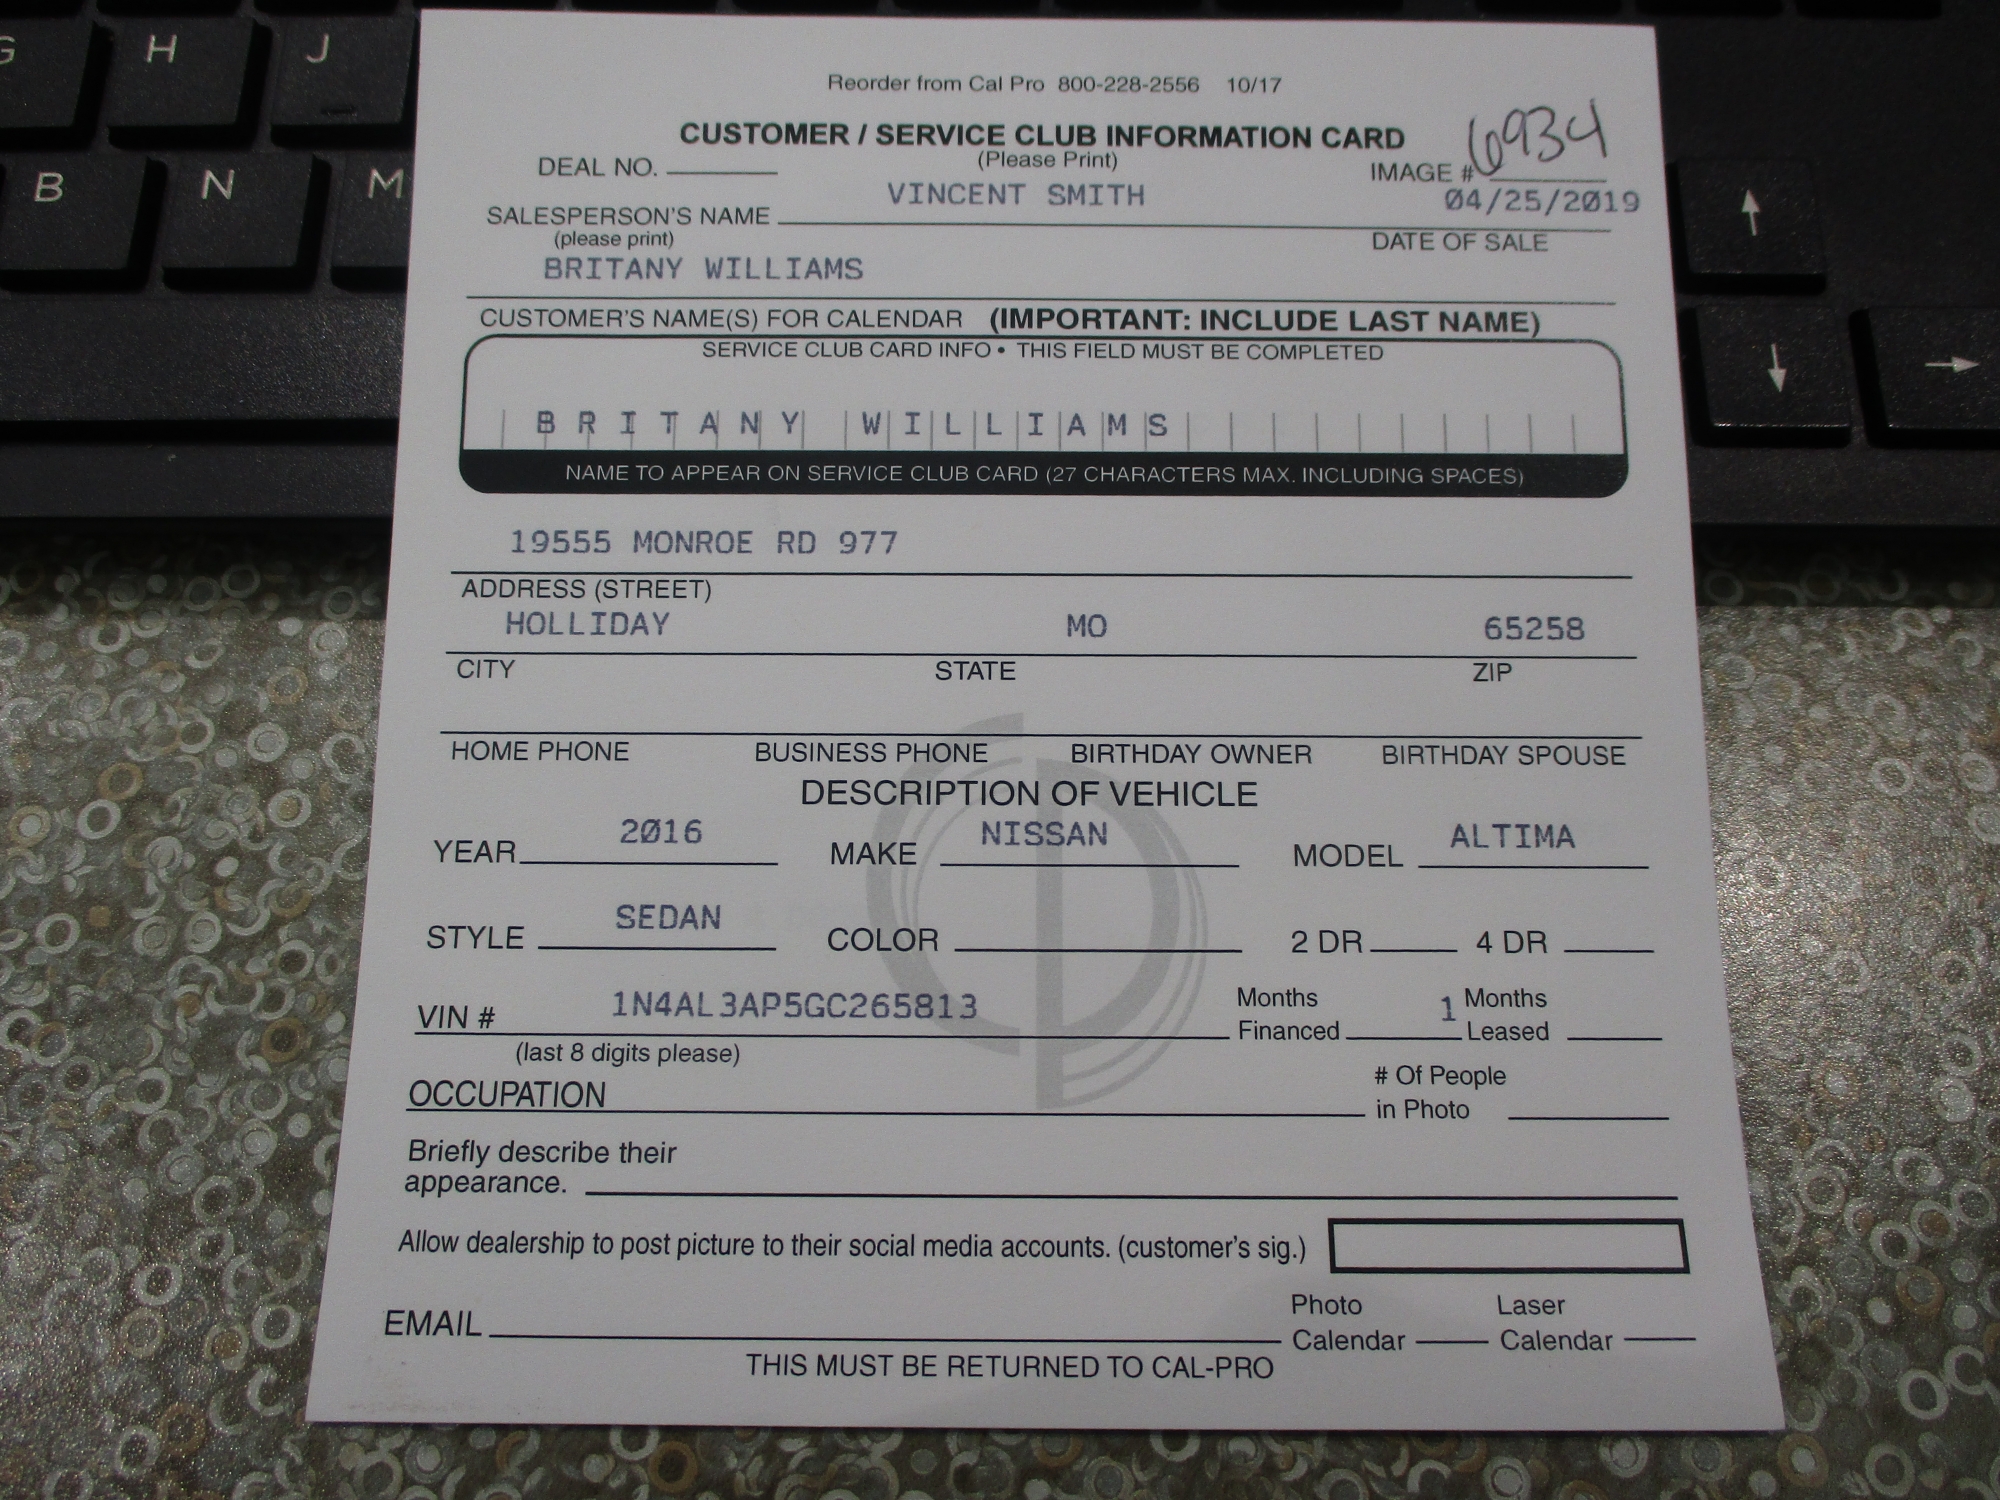 G H J
B N M
Reorder from Cal Pro 800-228-2556 10/17
CUSTOMER / SERVICE CLUB INFORMATION CARD
(Please Print)
DEAL NO. IMAGE # 6934
VINCENT SMITH 04/25/2019
SALESPERSON'S NAME
(please print) DATE OF SALE
BRITANY WILLIAMS
CUSTOMER'S NAME(S) FOR CALENDAR (IMPORTANT: INCLUDE LAST NAME)
SERVICE CLUB CARD INFO • THIS FIELD MUST BE COMPLETED
BRITANY WILLIAMS
NAME TO APPEAR ON SERVICE CLUB CARD (27 CHARACTERS MAX. INCLUDING SPACES)
19555 MONROE RD 977
ADDRESS (STREET)
HOLLIDAY MO 65258
CITY STATE ZIP
HOME PHONE BUSINESS PHONE BIRTHDAY OWNER BIRTHDAY SPOUSE
DESCRIPTION OF VEHICLE
YEAR 2016 MAKE NISSAN MODEL ALTIMA
STYLE SEDAN COLOR 2 DR 4 DR
VIN # 1N4AL3AP5GC265813 Months Financed 1 Months Leased
(last 8 digits please)
OCCUPATION # Of People in Photo
Briefly describe their
appearance.
Allow dealership to post picture to their social media accounts. (customer's sig.)
EMAIL Photo Calendar Laser Calendar
THIS MUST BE RETURNED TO CAL-PRO